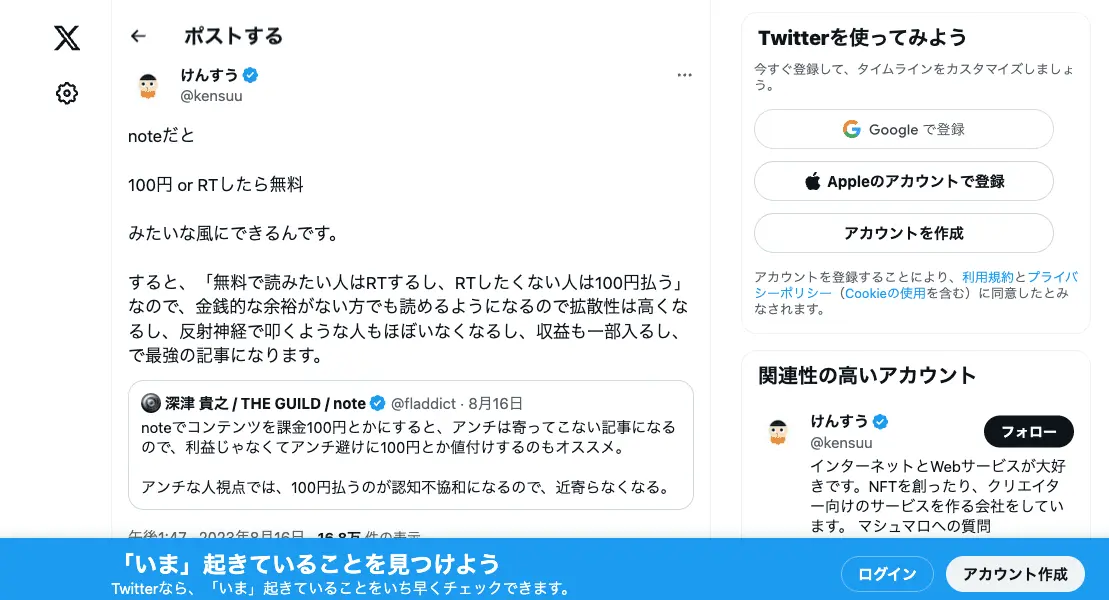 ポストする
けんすう
@kensuu
noteだと
100円 or RTしたら無料
みたいな風にできるんです。
すると、「無料で読みたい人はRTするし、RTしたくない人は100円払う」
なので、金銭的な余裕がない方でも読めるようになるので拡散性は高くな
るし、反射神経で叩くような人もほぼいなくなるし、収益も一部入るし、
で最強の記事になります。
深津 貴之 / THE GUILD / note @fladdict · 8月16日
noteでコンテンツを課金100円とかにすると、アンチは寄ってこない記事になる
ので、利益じゃなくてアンチ避けに100円とか値付けするのもオススメ。
アンチな人視点では、100円払うのが認知不協和になるので、近寄らなくなる。
午後1:47 · 2023年8月16日 · 16.8万 件の表示
Twitterを使ってみよう
今すぐ登録して、タイムラインをカスタマイズしましょ
う。
Google で登録
Appleのアカウントで登録
アカウントを作成
アカウントを登録することにより、利用規約とプライバ
シーポリシー（Cookieの使用を含む）に同意したとみ
なされます。
関連性の高いアカウント
けんすう
@kensuu
フォロー
インターネットとWebサービスが大好
きです。NFTを創ったり、クリエイタ
ー向けのサービスを作る会社をしてい
ます。 マシュマロへの質問
「いま」起きていることを見つけよう
Twitterなら、「いま」起きていることをいち早くチェックできます。
ログイン
アカウント作成